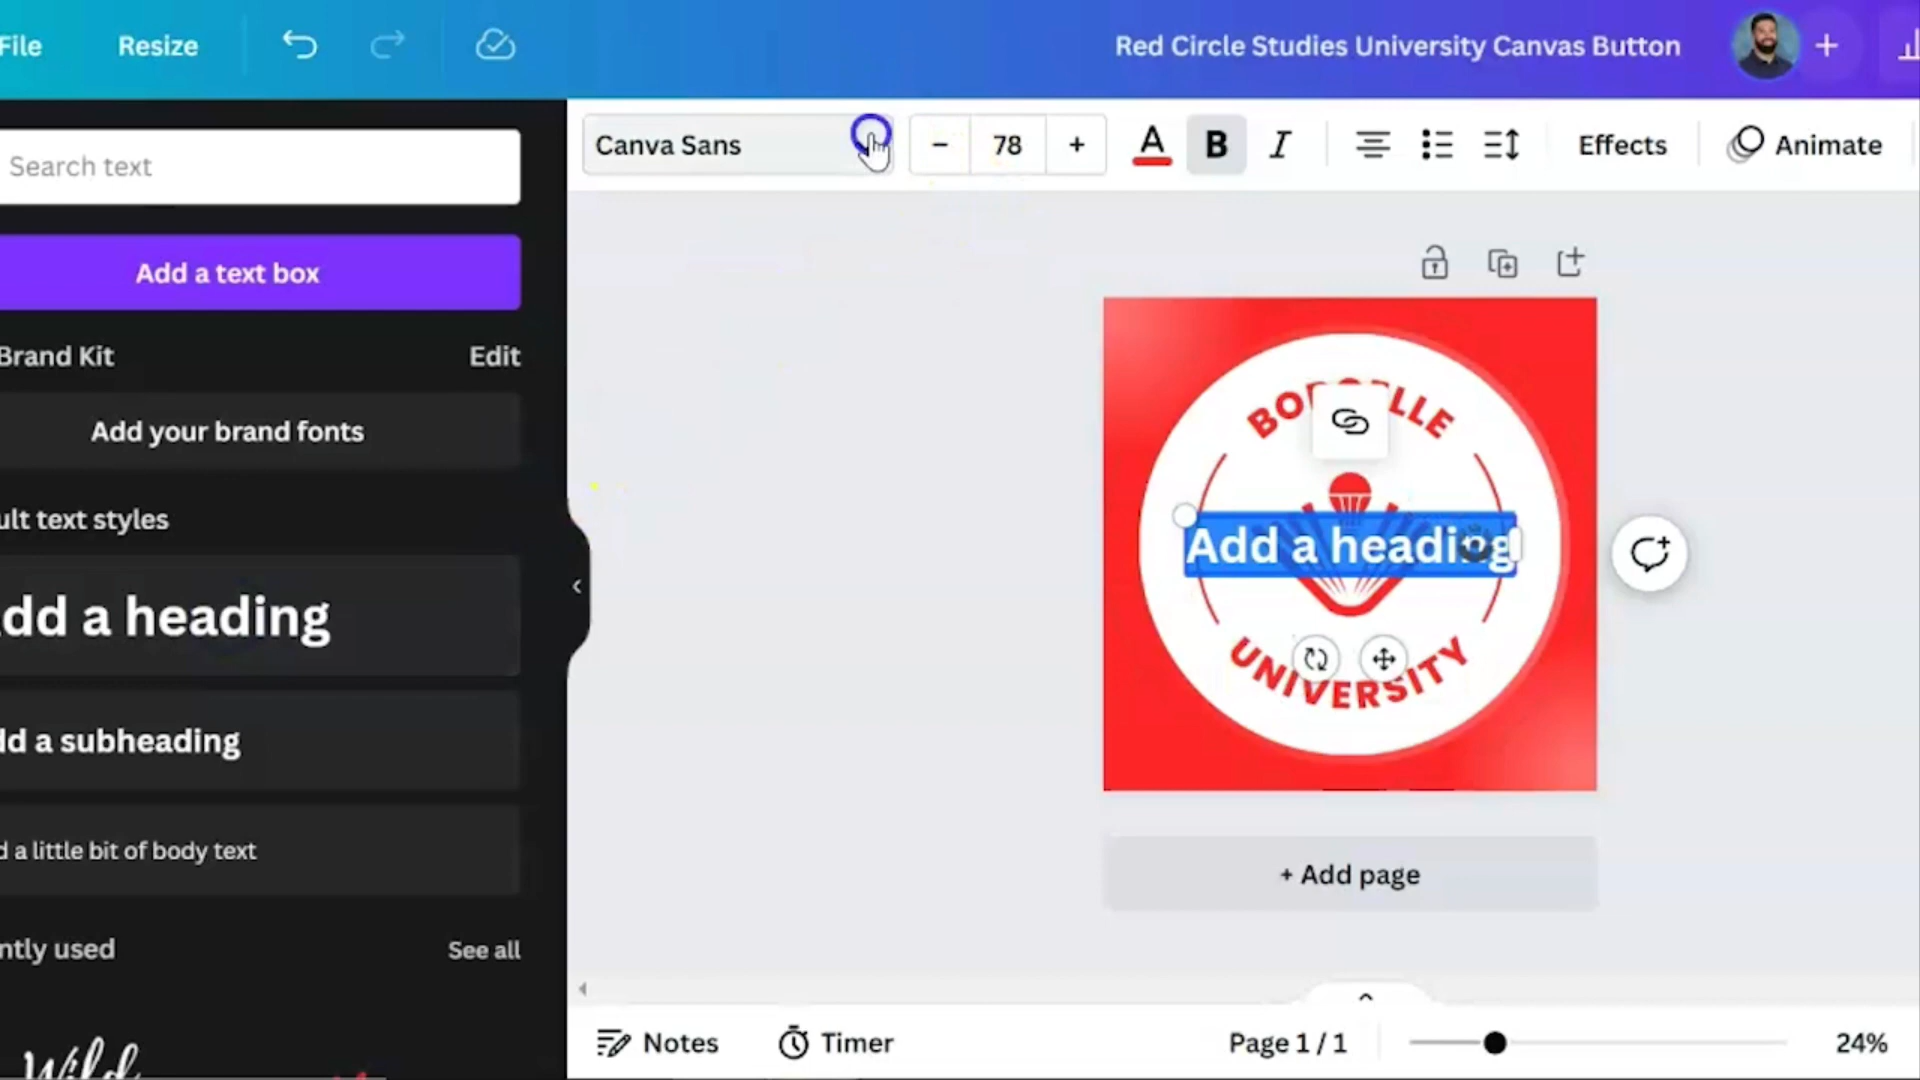 File
Resize
Red Circle Studies University Canvas Button
Search text
Canva Sans
78
A
B
I
Effects
Animate
Add a text box
Brand Kit
Edit
Add your brand fonts
ult text styles
dd a heading
dd a subheading
d a little bit of body text
ntly used
See all
Wild
Add a heading
UNIVERSITY
+ Add page
Notes
Timer
Page 1 / 1
24%